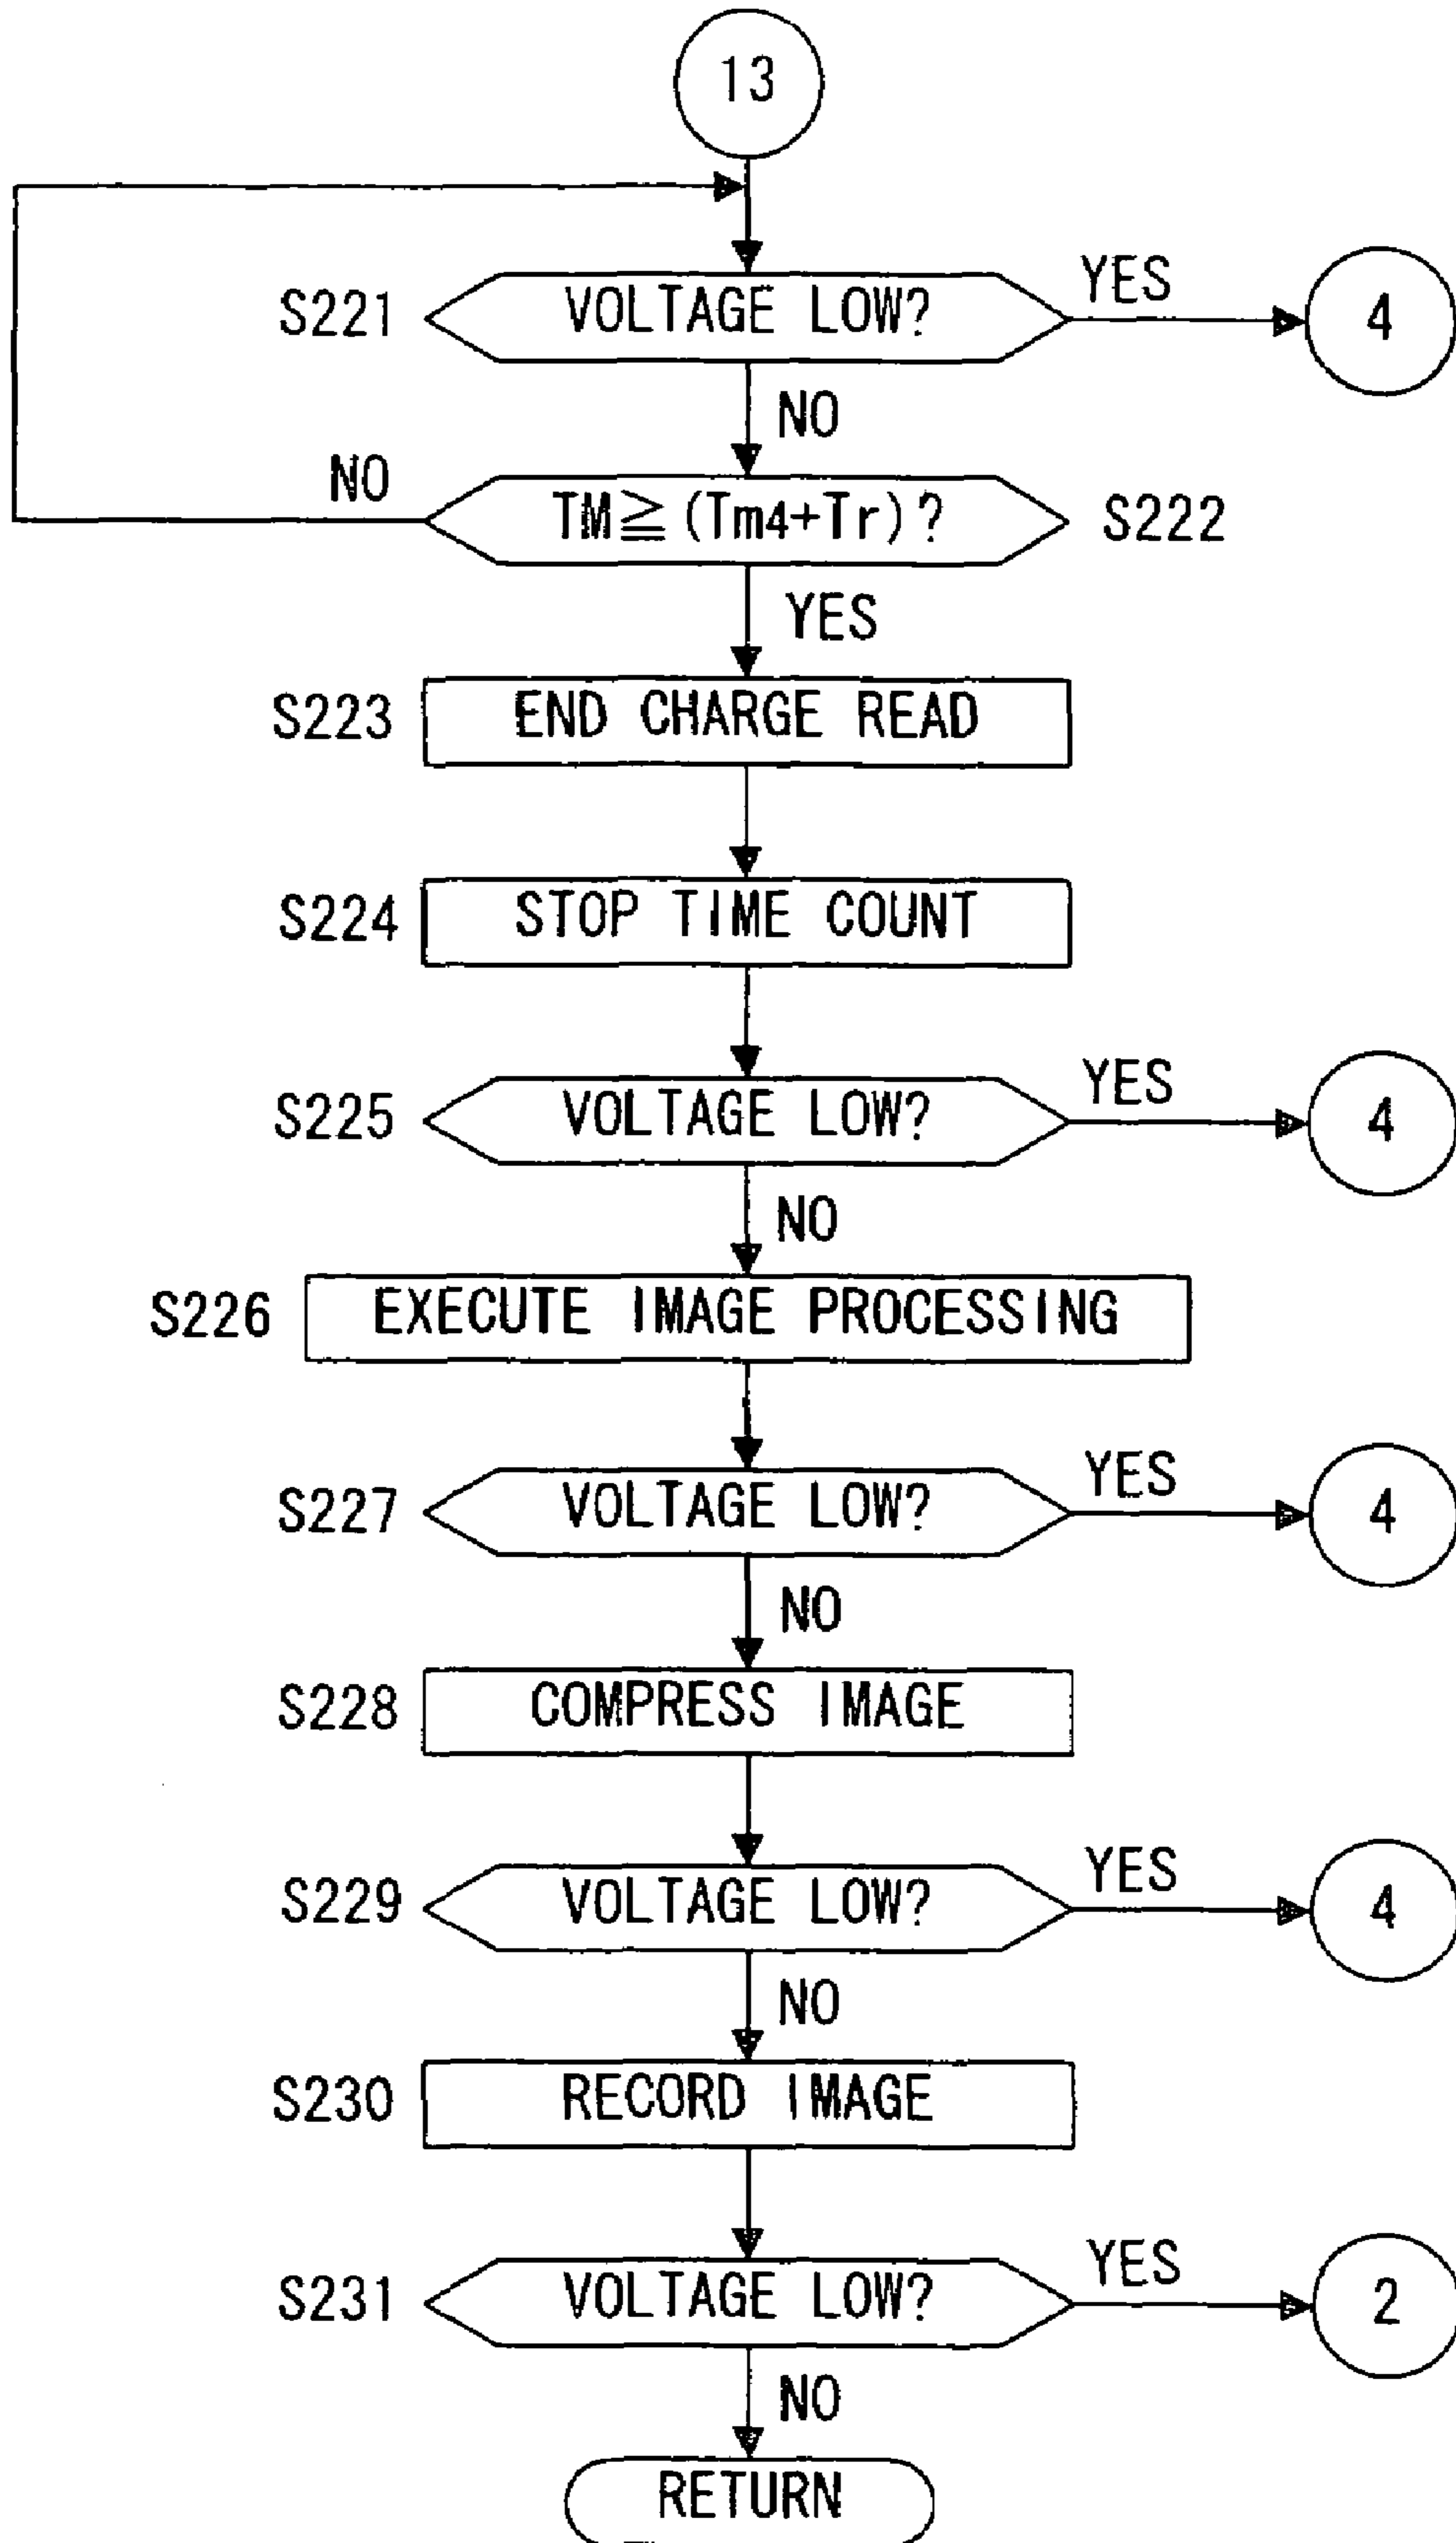 13
S221 VOLTAGE LOW? YES 4
NO
NO TM≧(Tm4+Tr)? S222
YES
S223 END CHARGE READ
S224 STOP TIME COUNT
S225 VOLTAGE LOW? YES 4
NO
S226 EXECUTE IMAGE PROCESSING
S227 VOLTAGE LOW? YES 4
NO
S228 COMPRESS IMAGE
S229 VOLTAGE LOW? YES 4
NO
S230 RECORD IMAGE
S231 VOLTAGE LOW? YES 2
NO
RETURN